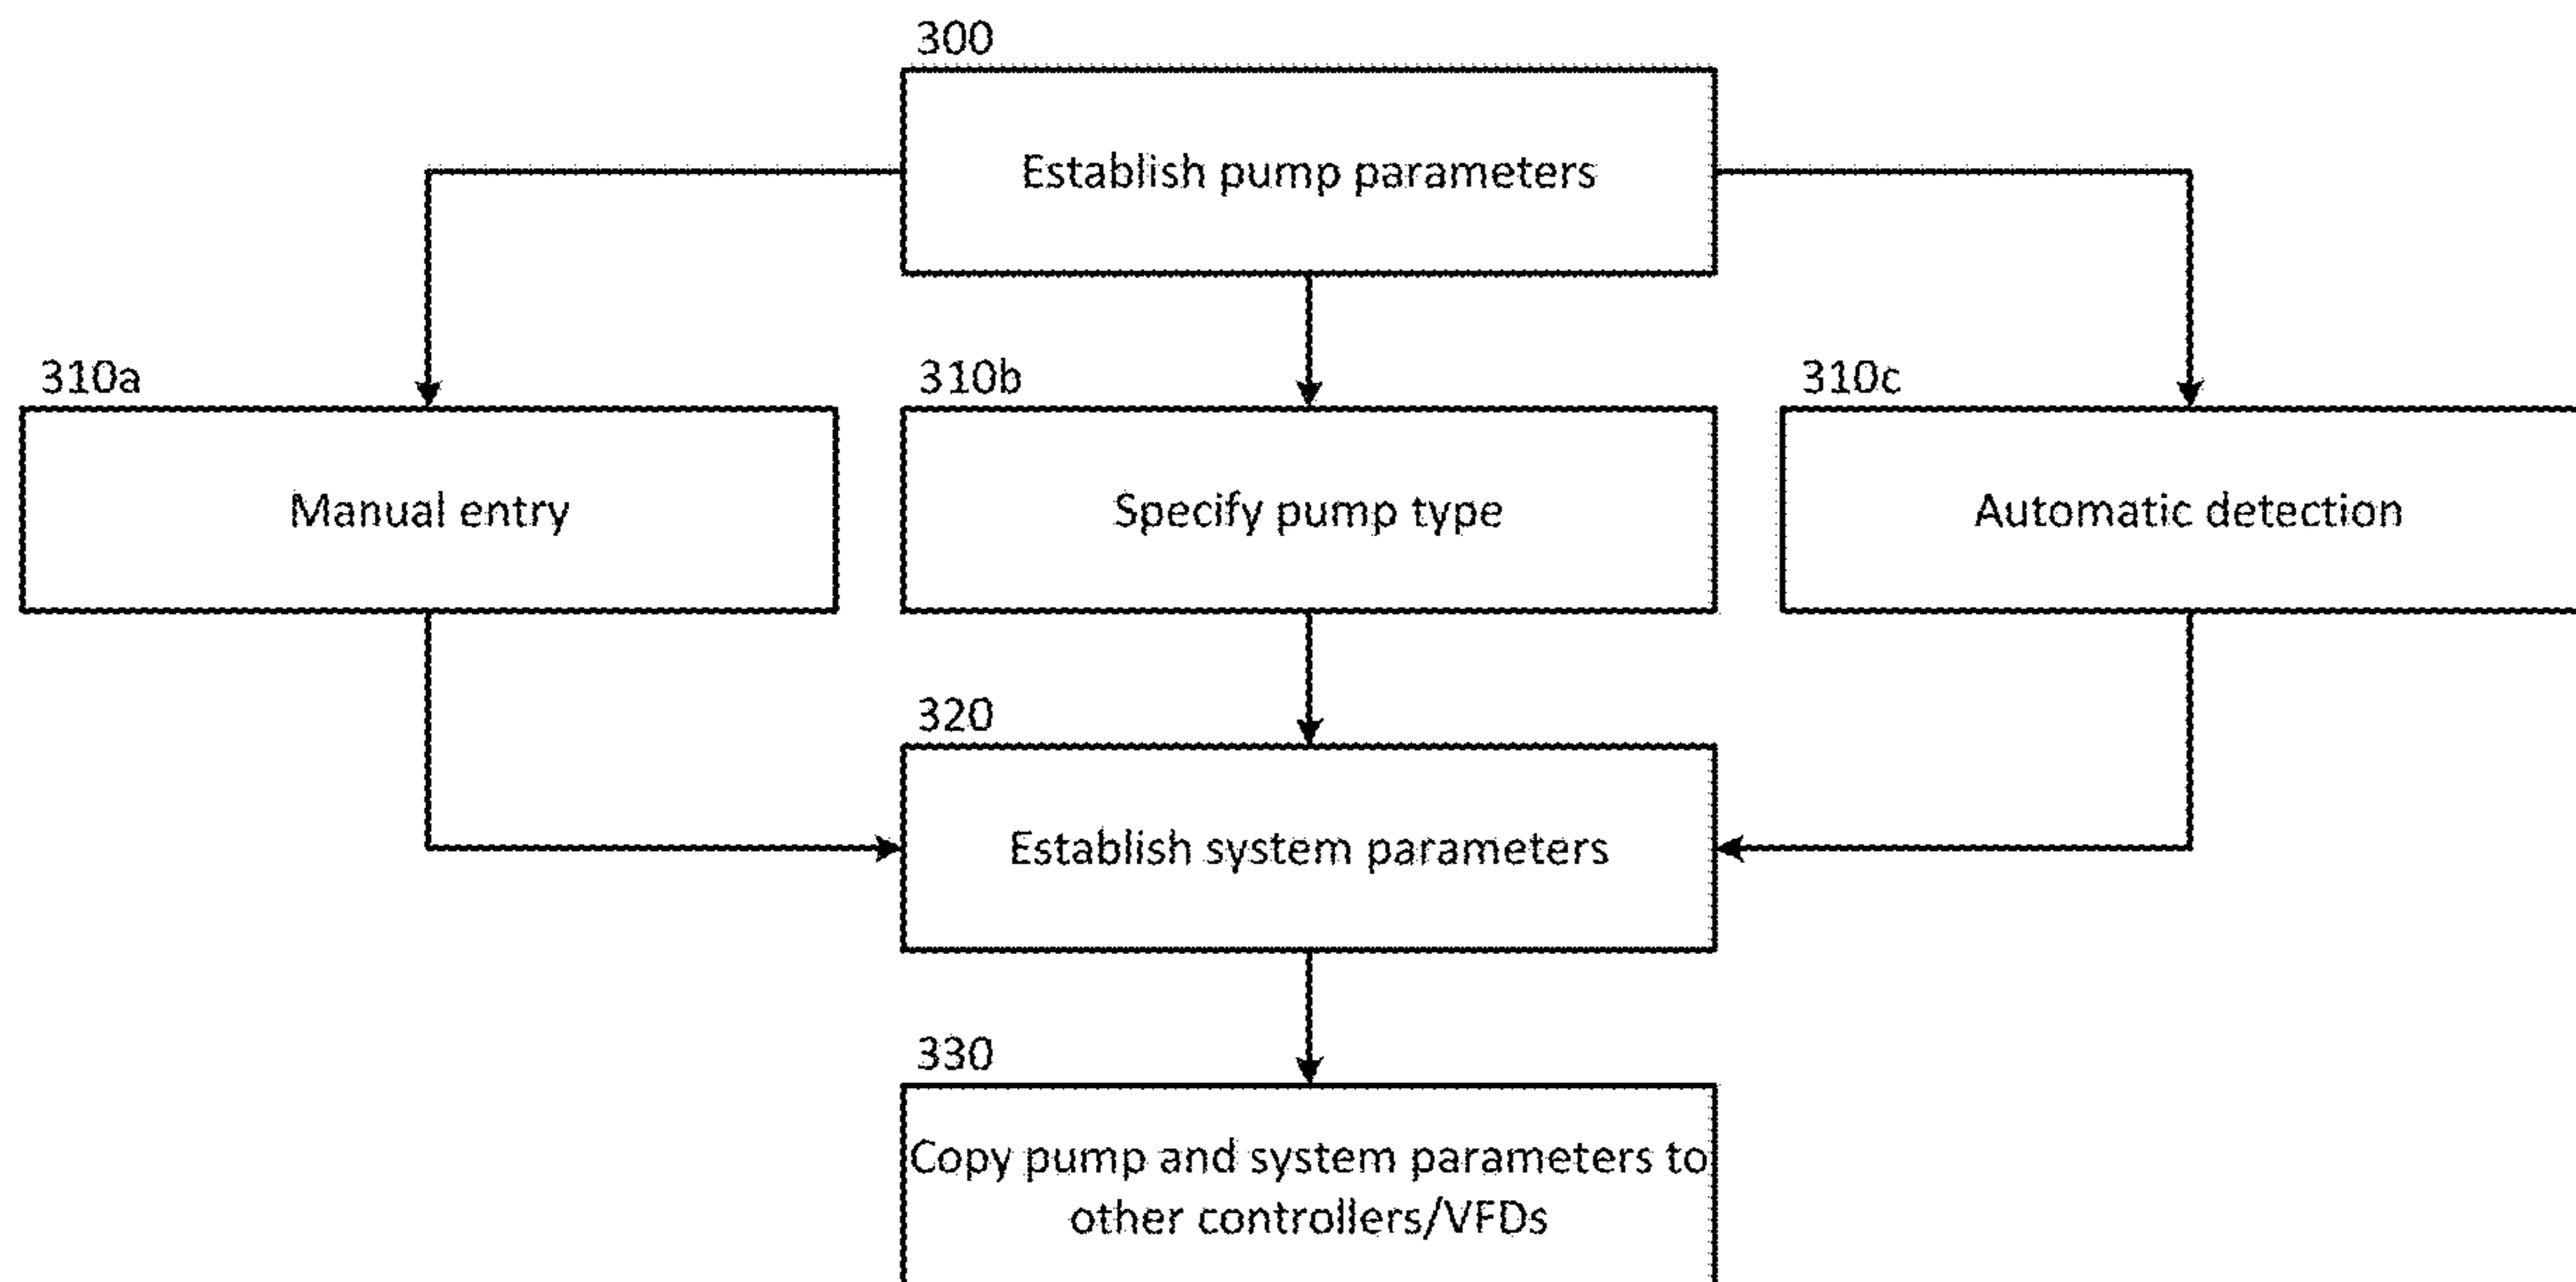 300
Establish pump parameters
310a
310b
310c
Manual entry
Specify pump type
Automatic detection
320
Establish system parameters
330
Copy pump and system parameters to
other controllers/VFDs